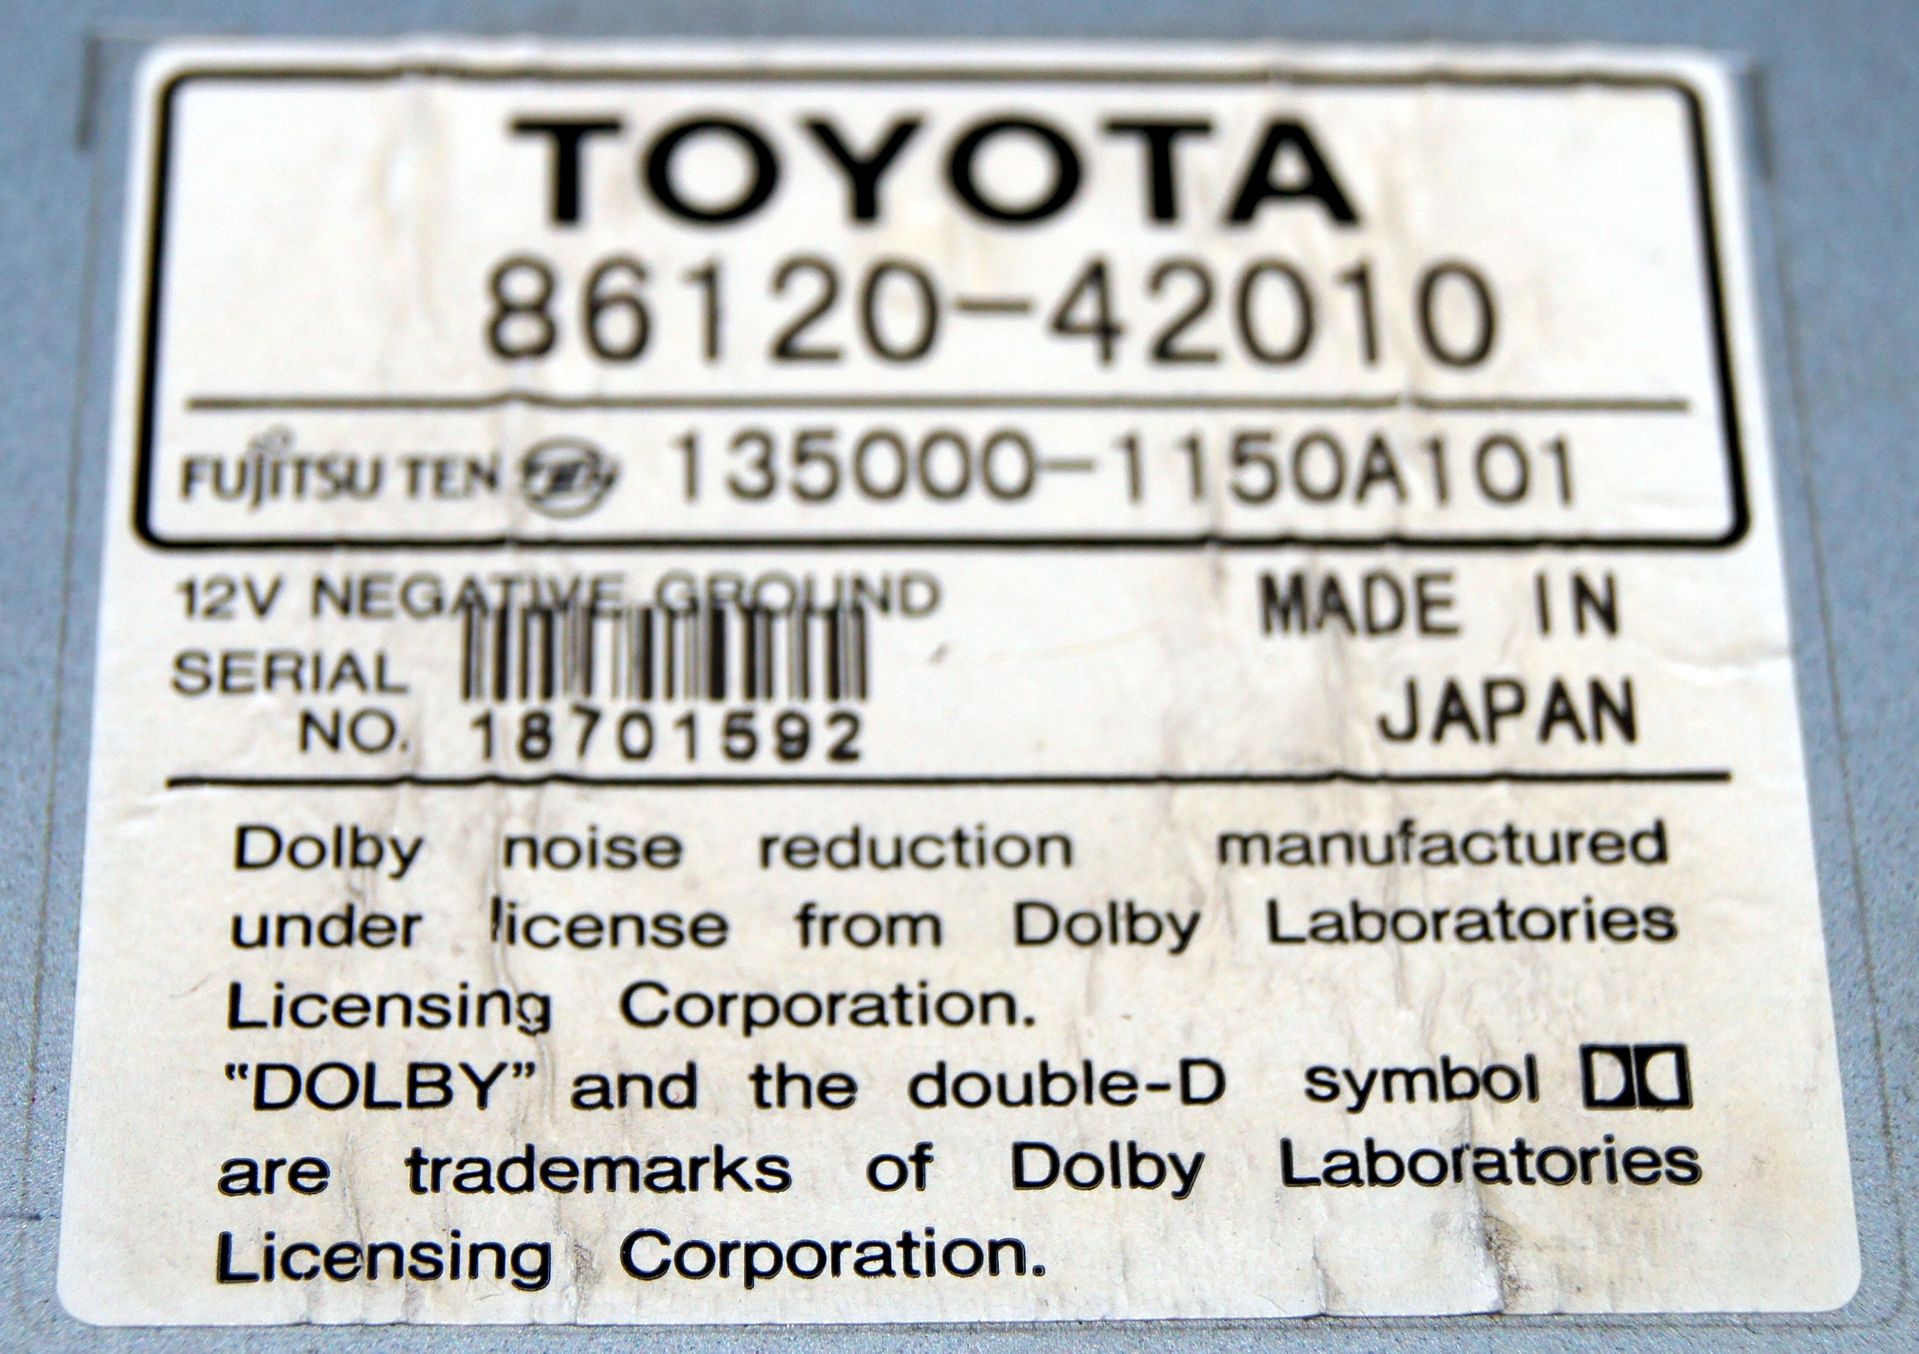 TOYOTA
86120-42010
FUJITSU TEN TEN 135000-1150A101
12V NEGATIVE GROUND
MADE IN
SERIAL
NO. 18701592
JAPAN
Dolby noise reduction manufactured
under license from Dolby Laboratories
Licensing Corporation.
“DOLBY” and the double-D symbol
are trademarks of Dolby Laboratories
Licensing Corporation.